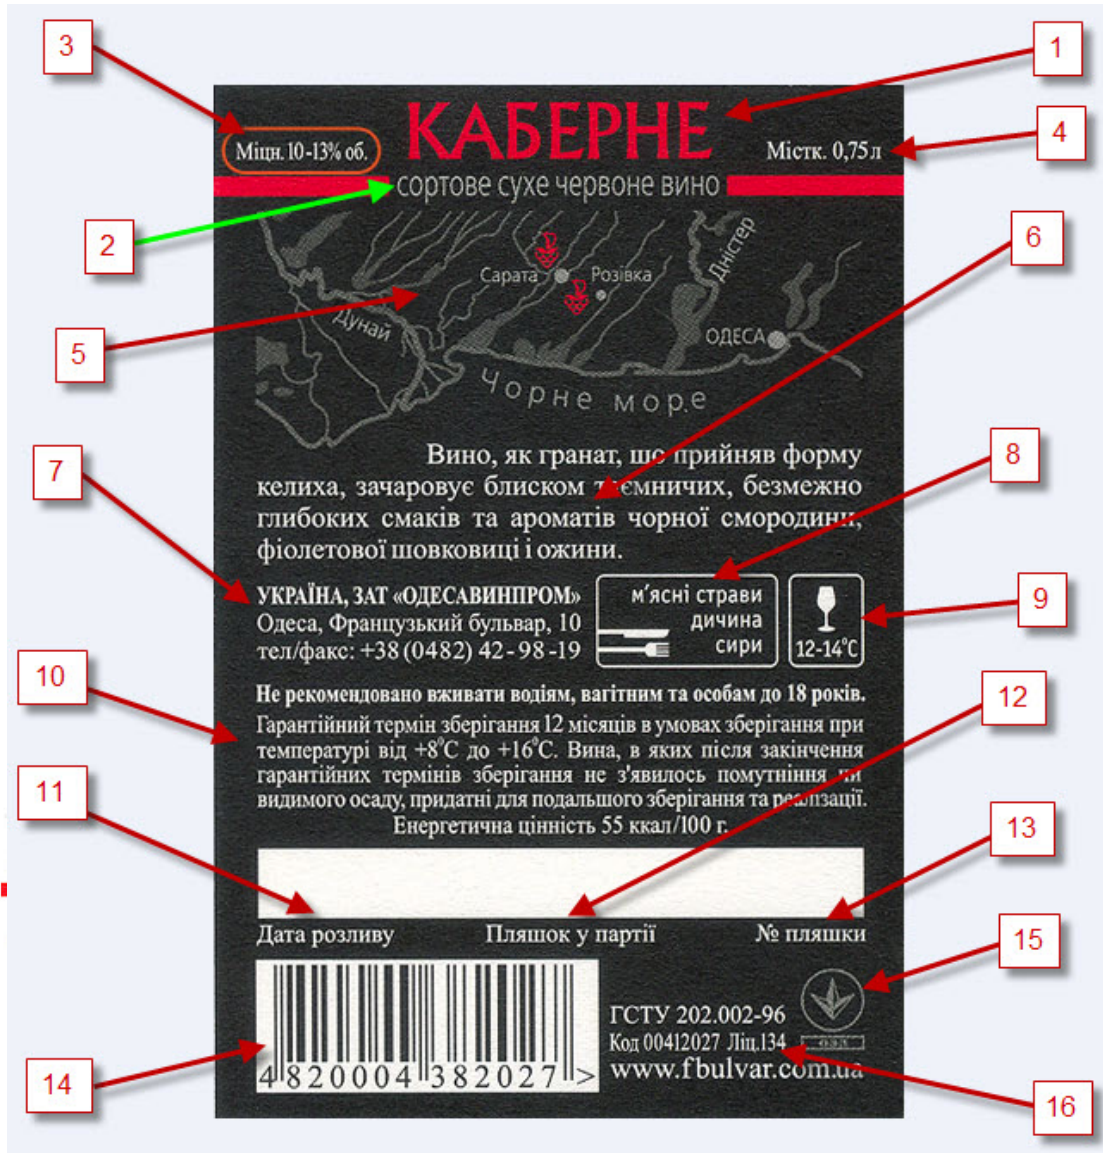 3
1
КАБЕРНЕ
4
Міцн. 10-13% об.
Містк. 0,75л
сортове сухе червоне вино
2
6
Дністер
Сарата
Розівка
Дунай
5
ОДЕСА
Чорне море
8
7
Вино, як гранат, що прийняв форму
келиха, зачаровує блиском таємничих, безмежно
глибоких смаків та ароматів чорної смородини,
фіолетової шовковиці і ожини.
УКРАЇНА, ЗАТ «ОДЕСАВИНПРОМ»
Одеса, Французький бульвар, 10
тел/факс: +38 (0482) 42-98-19
м'ясні страви
дичина
сири
12-14°C
9
10
12
Не рекомендовано вживати водіям, вагітним та особам до 18 років.
Гарантійний термін зберігання 12 місяців в умовах зберігання при
температурі від +8°C до +16°C. Вина, в яких після закінчення
гарантійних термінів зберігання не з'явилось помутніння чи
видимого осаду, придатні для подальшого зберігання та реалізації.
Енергетична цінність 55 ккал/100 г.
11
13
Дата розливу
Пляшок у партії
№ пляшки
15
ГСТУ 202.002-96
Код 00412027 Ліц.134
www.fbulvar.com.ua
4 820004 382027 >
14
16